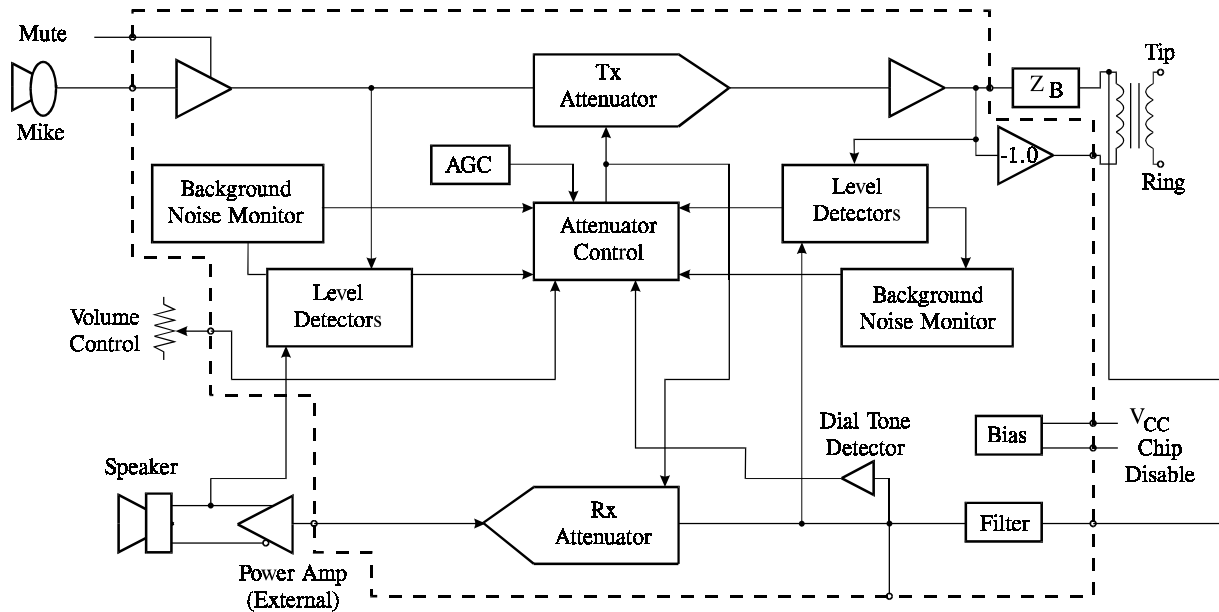 Mute
Mike
Tx
Attenuator
Z B
Tip
Ring
-1.0
AGC
Background
Noise Monitor
Level
Detectors
Attenuator
Control
Level
Detectors
Background
Noise Monitor
Volume
Control
Dial Tone
Detector
Bias
VCC
Chip
Disable
Speaker
Rx
Attenuator
Filter
Power Amp
(External)